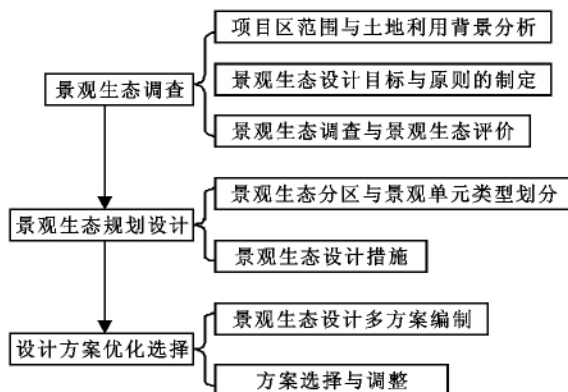 项目区范围与土地利用背景分析
景观生态调查
景观生态设计目标与原则的制定
景观生态调查与景观生态评价
景观生态规划设计
景观生态分区与景观单元类型划分
景观生态设计措施
设计方案优化选择
景观生态设计多方案编制
方案选择与调整